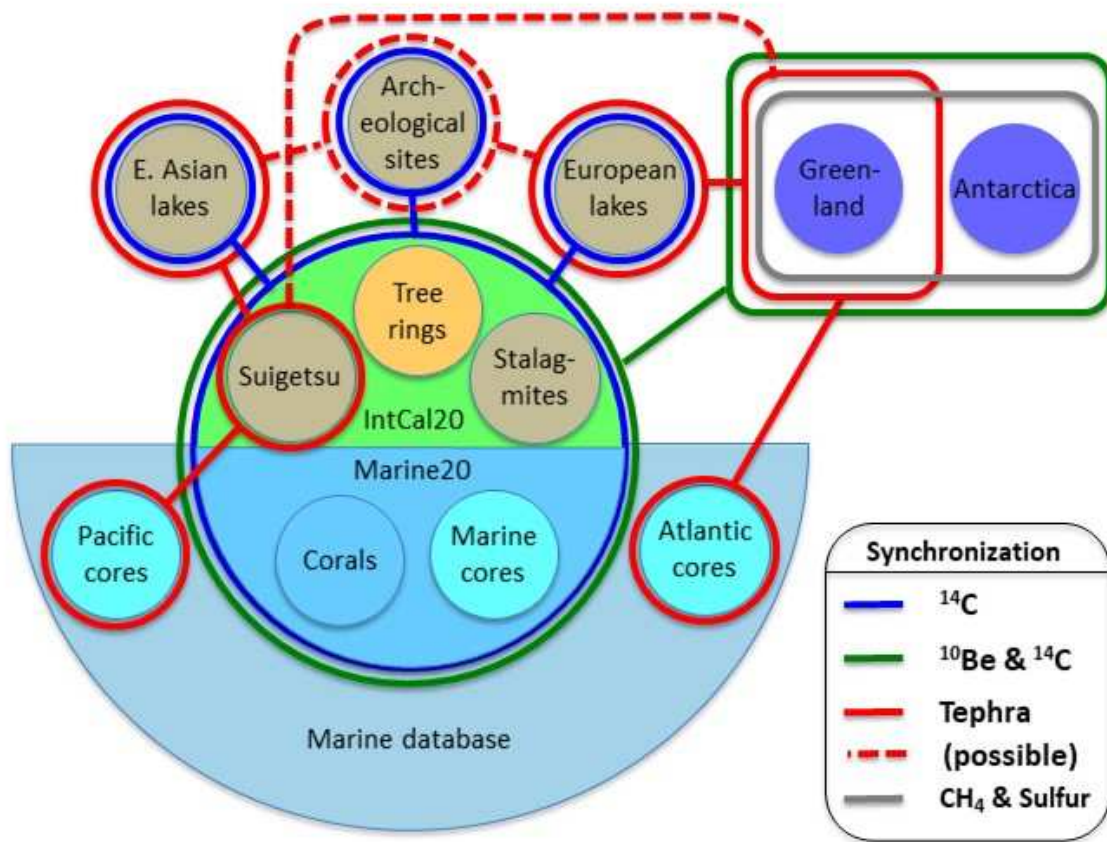 Arch-
eological
sites
E. Asian
lakes
European
lakes
Green-
land
Antarctica
Tree
rings
Suigetsu
Stalag-
mites
IntCal20
Marine20
Pacific
cores
Corals
Marine
cores
Atlantic
cores
Marine database
Synchronization
¹⁴C
¹⁰Be & ¹⁴C
Tephra
(possible)
CH₄ & Sulfur